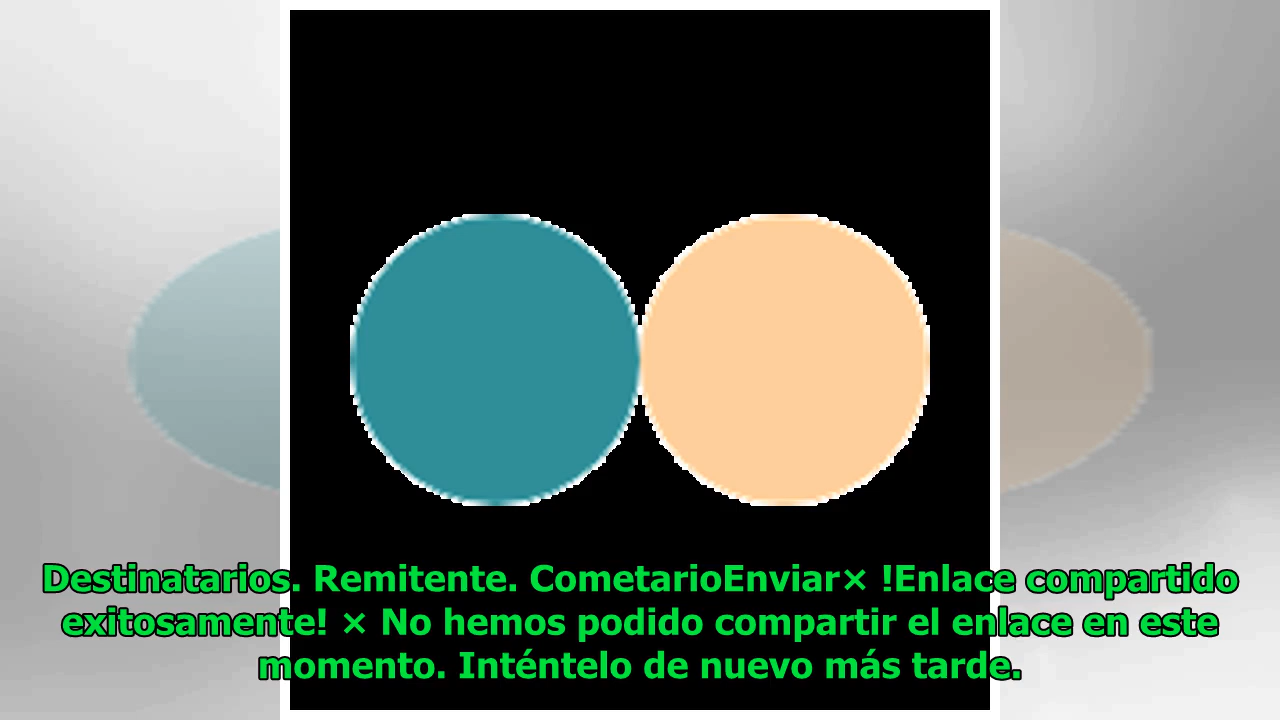 Destinatarios. Remitente. CometarioEnviar× !Enlace compartido
exitosamente! × No hemos podido compartir el enlace en este
momento. Inténtelo de nuevo más tarde.